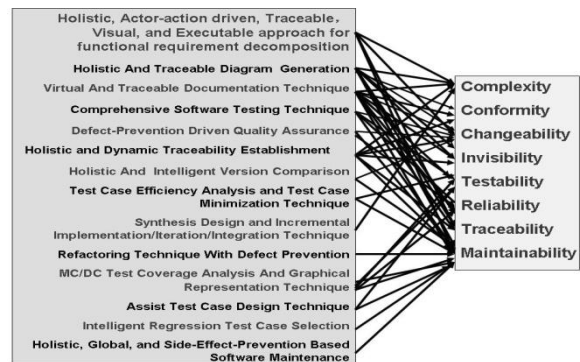 Holistic, Actor-action driven, Traceable,
Visual, and Executable approach for
functional requirement decomposition
Holistic And Traceable Diagram Generation
Virtual And Traceable Documentation Technique
Comprehensive Software Testing Technique
Defect-Prevention Driven Quality Assurance
Holistic and Dynamic Traceability Establishment
Holistic And Intelligent Version Comparison
Test Case Efficiency Analysis and Test Case
Minimization Technique
Synthesis Design and Incremental
Implementation/Iteration/Integration Technique
Refactoring Technique With Defect Prevention
MC/DC Test Coverage Analysis And Graphical
Representation Technique
Assist Test Case Design Technique
Intelligent Regression Test Case Selection
Holistic, Global, and Side-Effect-Prevention Based
Software Maintenance
Complexity
Conformity
Changeability
Invisibility
Testability
Reliability
Traceability
Maintainability